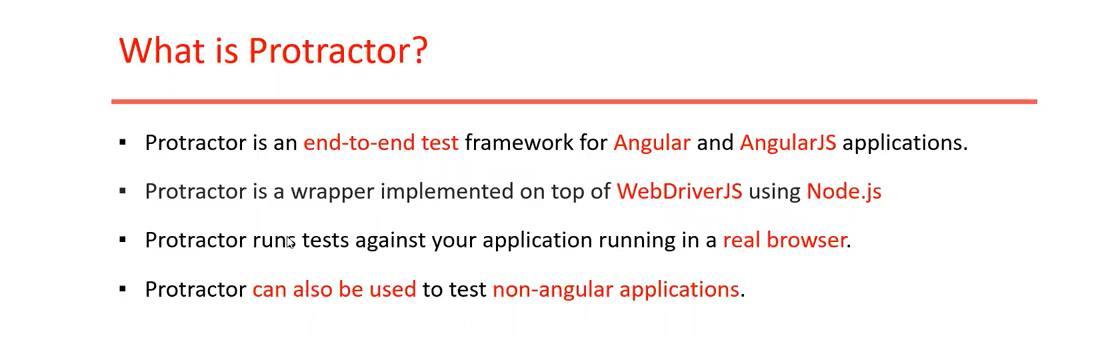 What is Protractor?
▪ Protractor is an end-to-end test framework for Angular and AngularJS applications.
▪ Protractor is a wrapper implemented on top of WebDriverJS using Node.js
▪ Protractor runs tests against your application running in a real browser.
▪ Protractor can also be used to test non-angular applications.